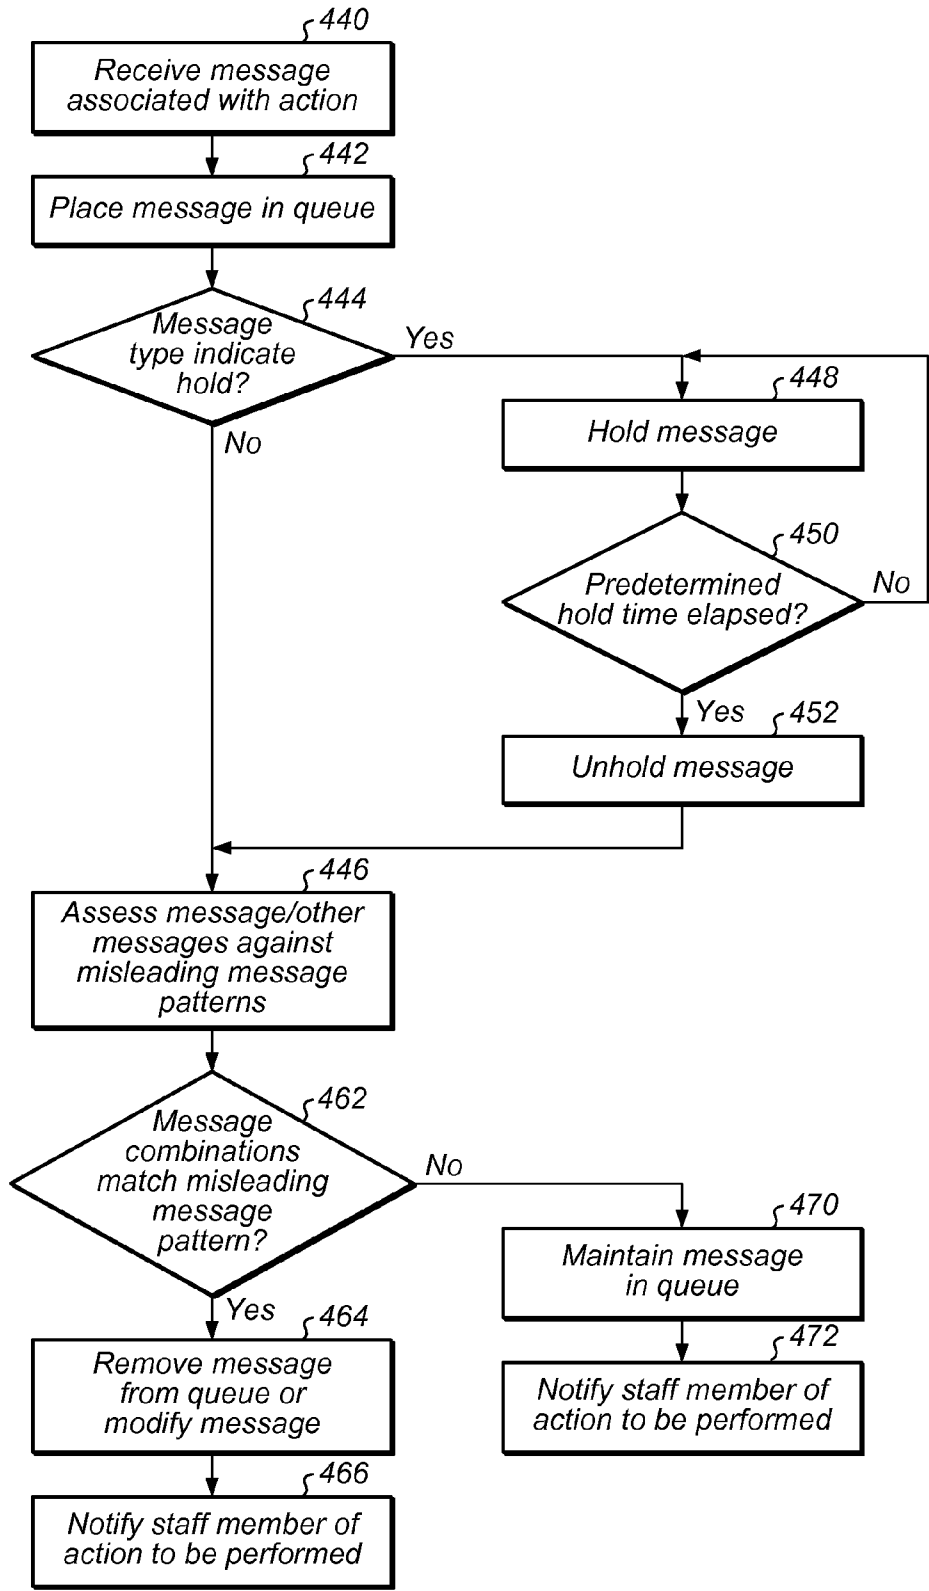 440
Receive message
associated with action
442
Place message in queue
444
Message
type indicate
hold?
Yes
No
448
Hold message
450
Predetermined
hold time elapsed?
No
Yes
452
Unhold message
446
Assess message/other
messages against
misleading message
patterns
462
Message
combinations
match misleading
message
pattern?
No
Yes
470
Maintain message
in queue
464
Remove message
from queue or
modify message
472
Notify staff member of
action to be performed
466
Notify staff member of
action to be performed